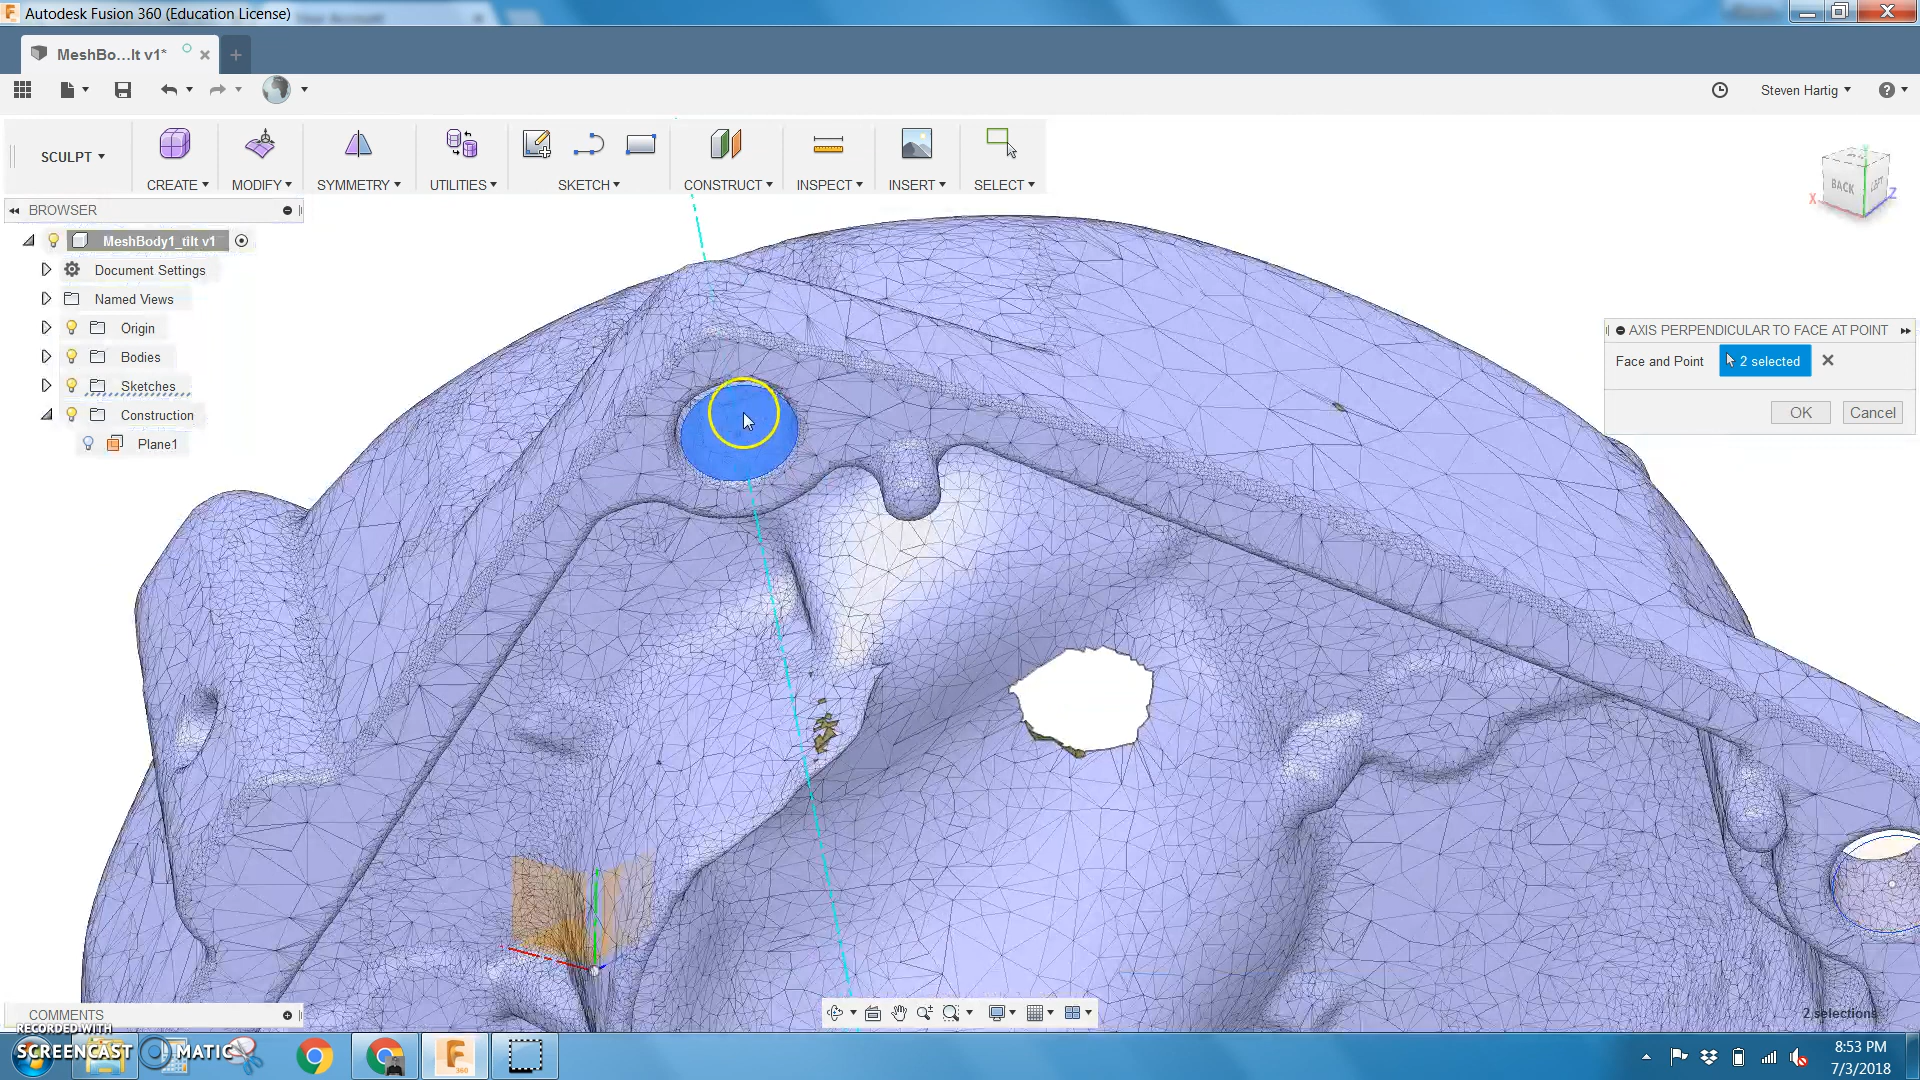 Autodesk Fusion 360 (Education License)
MeshBo...lt v1*
Steven Hartig
SCULPT
CREATE
MODIFY
SYMMETRY
UTILITIES
SKETCH
CONSTRUCT
INSPECT
INSERT
SELECT
BACK
LEFT
X
Z
BROWSER
MeshBody1_tilt v1
Document Settings
Named Views
Origin
Bodies
Sketches
Construction
Plane1
AXIS PERPENDICULAR TO FACE AT POINT
Face and Point
2 selected
OK
Cancel
COMMENTS
2 selections
RECORDED WITH
SCREENCAST MATIC
360
8:53 PM
7/3/2018